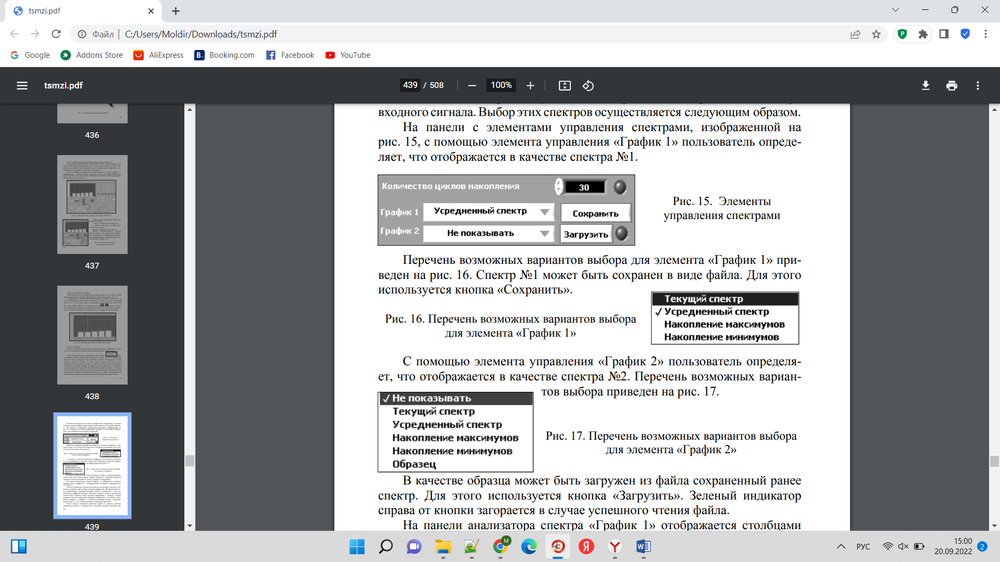 tsmzi.pdf
Файл
C:/Users/Moldir/Downloads/tsmzi.pdf
Google
Addons Store
AliExpress
Booking.com
Facebook
YouTube
tsmzi.pdf
439 / 508
100%
436
437
438
439
входного сигнала. Выбор этих спектров осуществляется следующим образом.
На панели с элементами управления спектрами, изображенной на
рис. 15, с помощью элемента управления «График 1» пользователь опреде-
ляет, что отображается в качестве спектра №1.
Количество циклов накопления
30
График 1
Усредненный спектр
Сохранить
График 2
Не показывать
Загрузить
Рис. 15. Элементы
управления спектрами
Перечень возможных вариантов выбора для элемента «График 1» при-
веден на рис. 16. Спектр №1 может быть сохранен в виде файла. Для этого
используется кнопка «Сохранить».
Рис. 16. Перечень возможных вариантов выбора
для элемента «График 1»
Текущий спектр
✓ Усредненный спектр
Накопление максимумов
Накопление минимумов
С помощью элемента управления «График 2» пользователь определя-
ет, что отображается в качестве спектра №2. Перечень возможных вариан-
тов выбора приведен на рис. 17.
✓ Не показывать
Текущий спектр
Усредненный спектр
Накопление максимумов
Накопление минимумов
Образец
Рис. 17. Перечень возможных вариантов выбора
для элемента «График 2»
В качестве образца может быть загружен из файла сохраненный ранее
спектр. Для этого используется кнопка «Загрузить». Зеленый индикатор
справа от кнопки загорается в случае успешного чтения файла.
На панели анализатора спектра «График 1» отображается столбцами
РУС
15:00
20.09.2022
2